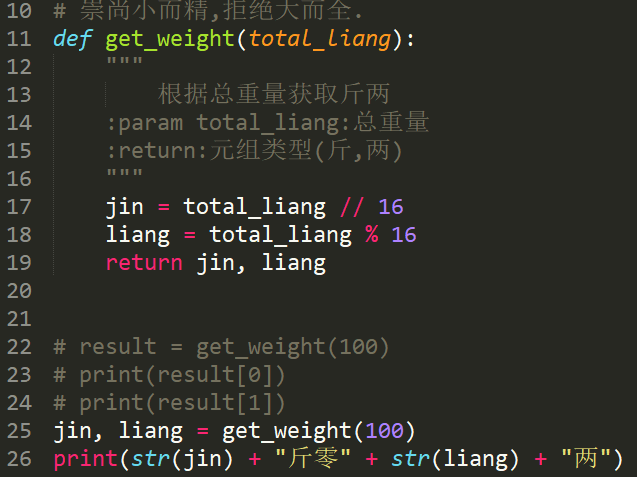 10 # 崇尚小而精,拒绝大而全.
11 def get_weight(total_liang):
12     """
13         根据总重量获取斤两
14     :param total_liang:总重量
15     :return:元组类型(斤,两)
16     """
17     jin = total_liang // 16
18     liang = total_liang % 16
19     return jin, liang
20
21
22 # result = get_weight(100)
23 # print(result[0])
24 # print(result[1])
25 jin, liang = get_weight(100)
26 print(str(jin) + "斤零" + str(liang) + "两")